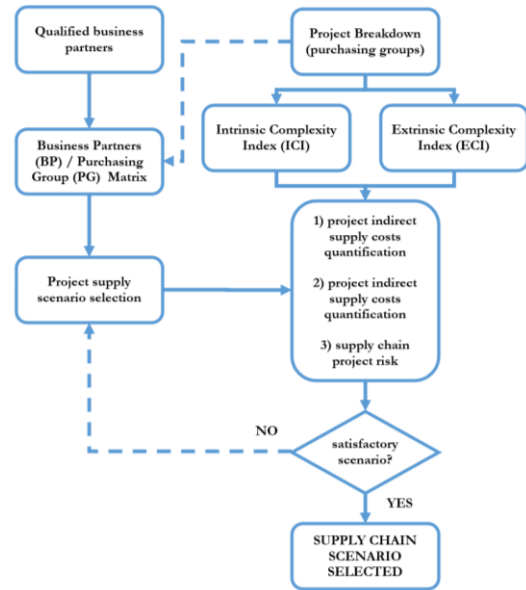 Qualified business
partners
Project Breakdown
(purchasing groups)
Business Partners
(BP) / Purchasing
Group (PG) Matrix
Intrinsic Complexity
Index (ICI)
Extrinsic Complexity
Index (ECI)
Project supply
scenario selection
1) project indirect
supply costs
quantification
2) project indirect
supply costs
quantification
3) supply chain
project risk
NO
satisfactory
scenario?
YES
SUPPLY CHAIN
SCENARIO
SELECTED